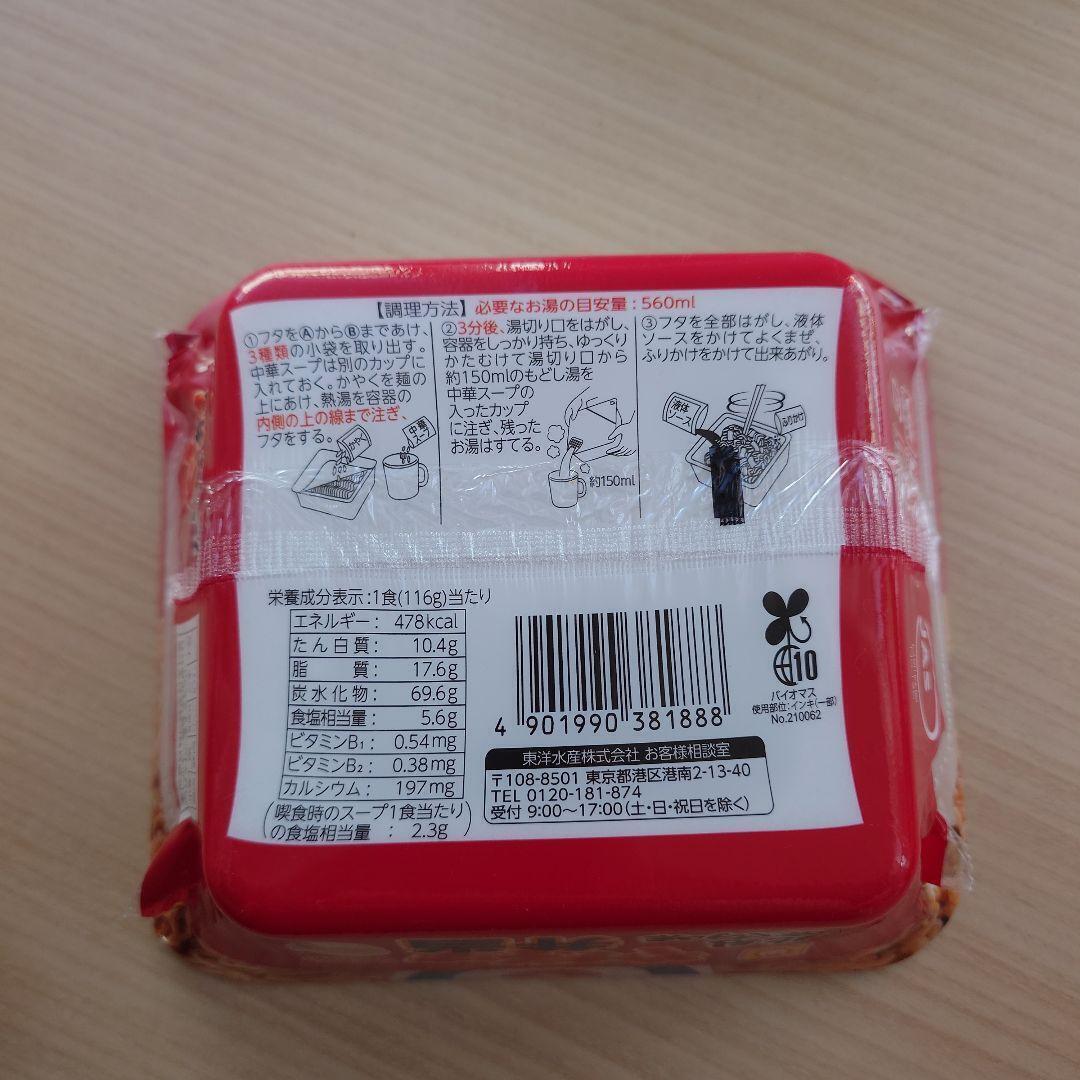 【調理方法】必要なお湯の目安量：560ml
①フタをⒶからⒷまであけ、
3種類の小袋を取り出す。
中華スープは別のカップに
入れておく。かやくを麺の
上にあけ、熱湯を容器の
内側の上の線まで注ぎ、
フタをする。
かやく
中華スープ
②3分後、湯切り口をはがし、
容器をしっかり持ち、ゆっくり
かたむけて湯切り口から
約150mlのもどし湯を
中華スープの
入ったカップ
に注ぎ、残った
お湯はすてる。
約150ml
③フタを全部はがし、液体
ソースをかけてよくまぜ、
ふりかけをかけて出来あがり。
液体ソース
ふりかけ
栄養成分表示：1食(116g)当たり
エネルギー： 478kcal
たん白質： 10.4g
脂質： 17.6g
炭水化物： 69.6g
食塩相当量： 5.6g
ビタミンB₁： 0.54mg
ビタミンB₂： 0.38mg
カルシウム： 197mg
(喫食時のスープ1食当たり
の食塩相当量 ： 2.3g)
4 901990 381888
10
バイオマス
使用部位：インキ(一部)
No.210062
東洋水産株式会社 お客様相談室
〒108-8501 東京都港区港南2-13-40
TEL 0120-181-874
受付 9:00～17:00(土・日・祝日を除く)
JAS
弁当